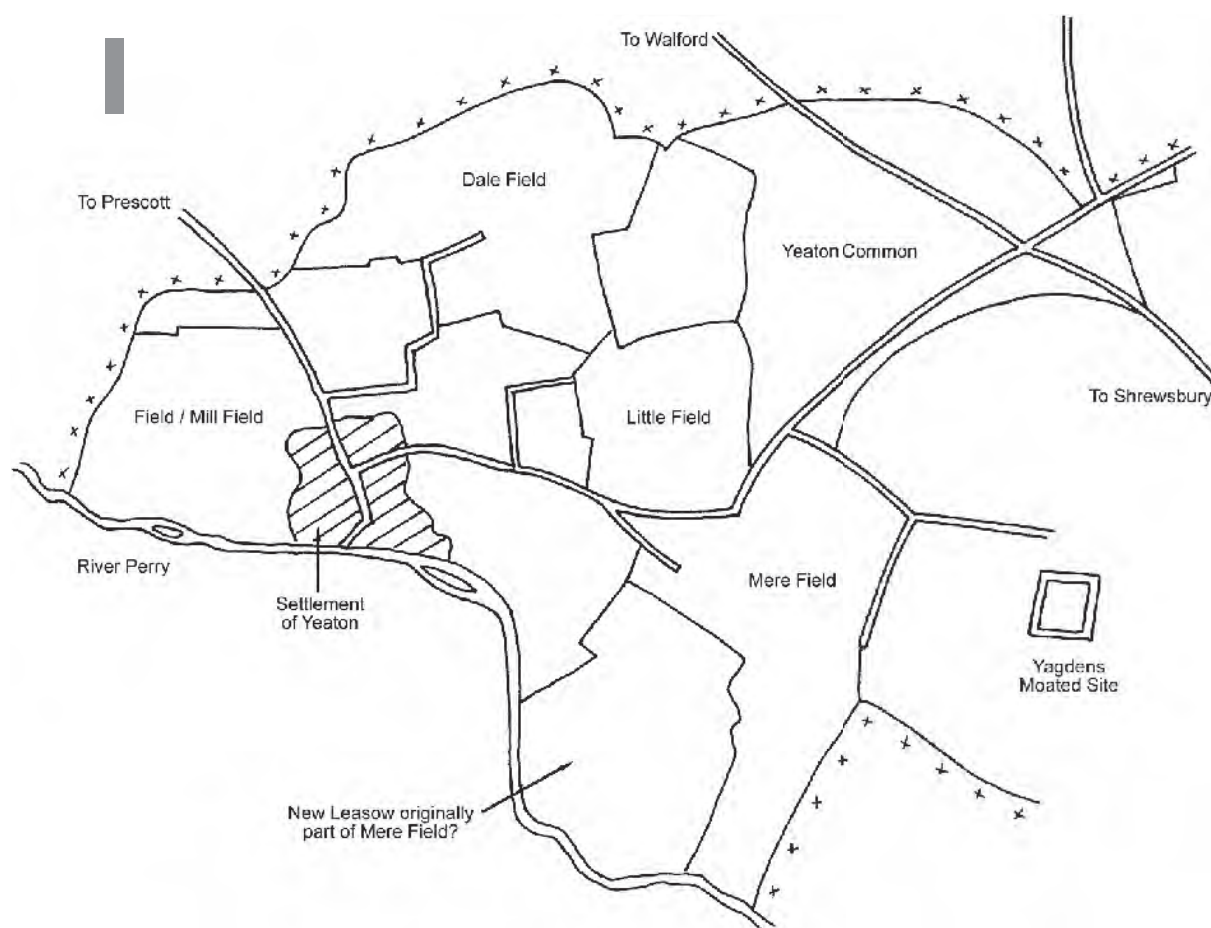 To Walford
Dale Field
To Prescott
Yeaton Common
To Shrewsbury
Field / Mill Field
Little Field
River Perry
Settlement
of Yeaton
Mere Field
Yagdens
Moated Site
New Leasow originally
part of Mere Field?